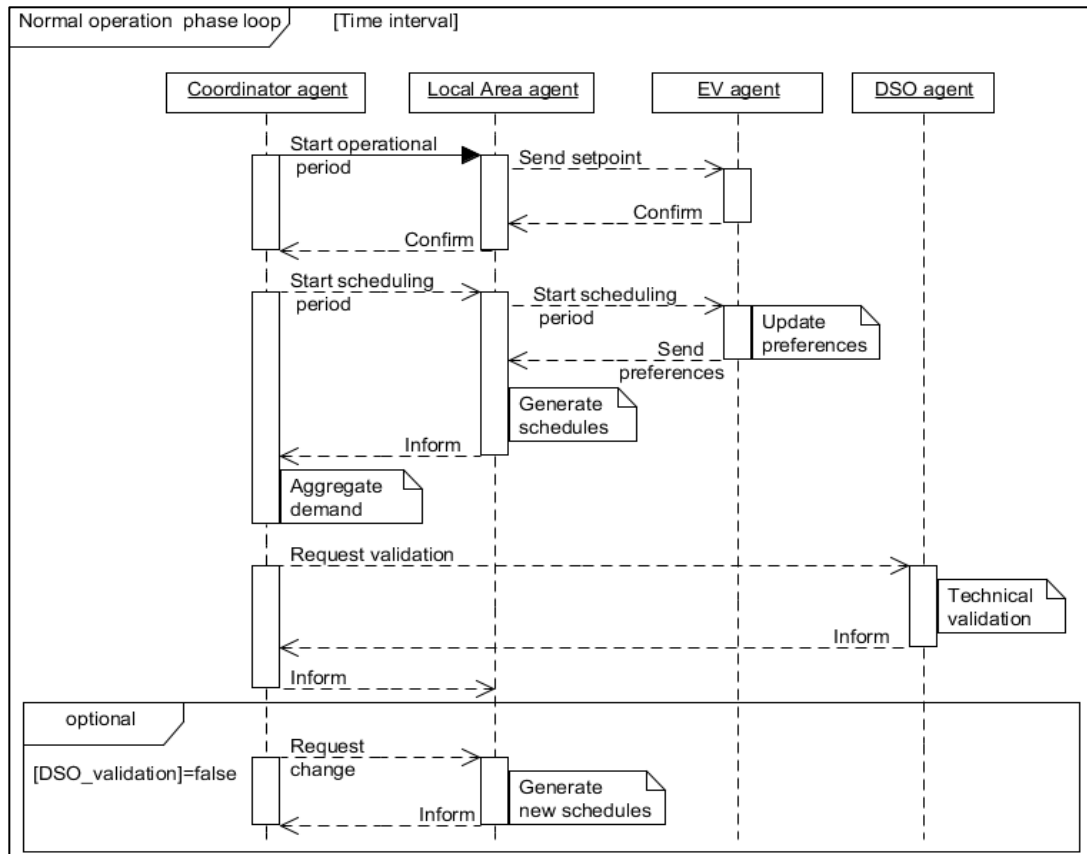 Normal operation  phase loop
[Time interval]
Coordinator agent
Local Area agent
EV agent
DSO agent
Start operational
period
Send setpoint
Confirm
Confirm
Start scheduling
period
Start scheduling
period
Update
preferences
Send
preferences
Generate
schedules
Inform
Aggregate
demand
Request validation
Technical
validation
Inform
Inform
optional
[DSO_validation]=false
Request
change
Generate
new schedules
Inform